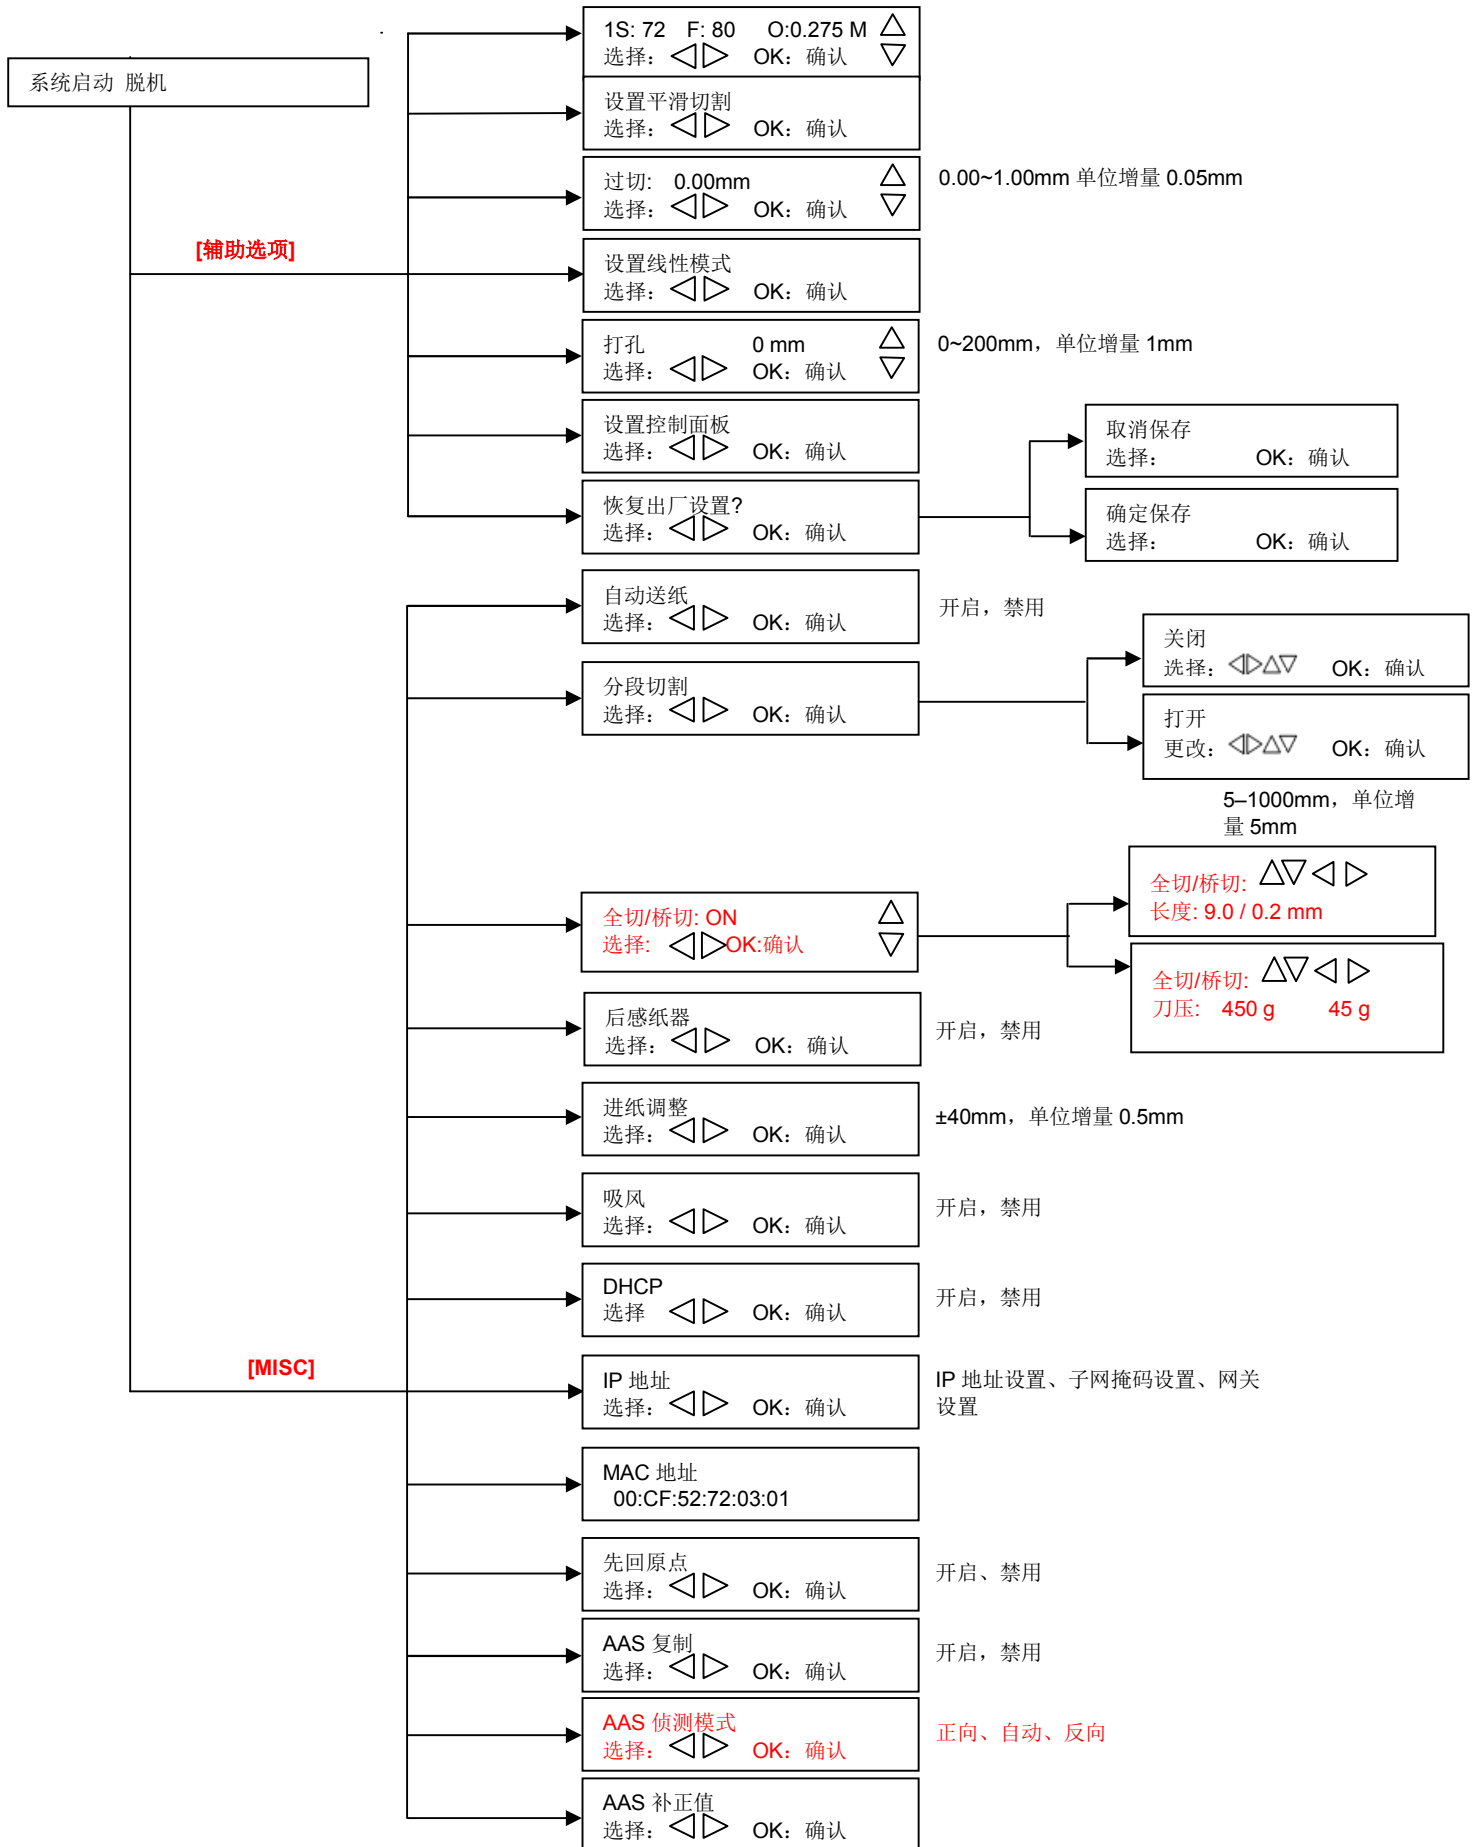 系统启动 脱机
1S: 72 F: 80 O:0.275 M △
选择： ◁▷ OK：确认 ▽
设置平滑切割
选择： ◁▷ OK：确认
过切: 0.00mm △
选择： ◁▷ OK：确认 ▽
0.00~1.00mm 单位增量 0.05mm
[辅助选项]
设置线性模式
选择： ◁▷ OK：确认
打孔 0 mm △
选择： ◁▷ OK：确认 ▽
0~200mm，单位增量 1mm
设置控制面板
选择： ◁▷ OK：确认
取消保存
选择： OK：确认
恢复出厂设置?
选择： ◁▷ OK：确认
确定保存
选择： OK：确认
自动送纸
选择： ◁▷ OK：确认
开启，禁用
分段切割
选择： ◁▷ OK：确认
关闭
选择： ◁▷△▽ OK：确认
打开
更改： ◁▷△▽ OK：确认
5–1000mm，单位增
量 5mm
全切/桥切: ON △
选择: ◁▷OK:确认 ▽
全切/桥切: △▽◁ ▷
长度: 9.0 / 0.2 mm
全切/桥切: △▽◁ ▷
刀压: 450 g 45 g
后感纸器
选择： ◁▷ OK：确认
开启，禁用
进纸调整
选择： ◁▷ OK：确认
±40mm，单位增量 0.5mm
吸风
选择： ◁▷ OK：确认
开启，禁用
DHCP
选择 ◁▷ OK：确认
开启，禁用
[MISC]
IP 地址
选择： ◁▷ OK：确认
IP 地址设置、子网掩码设置、网关
设置
MAC 地址
00:CF:52:72:03:01
先回原点
选择： ◁▷ OK：确认
开启、禁用
AAS 复制
选择： ◁▷ OK：确认
开启，禁用
AAS 侦测模式
选择： ◁▷ OK：确认
正向、自动、反向
AAS 补正值
选择： ◁▷ OK：确认